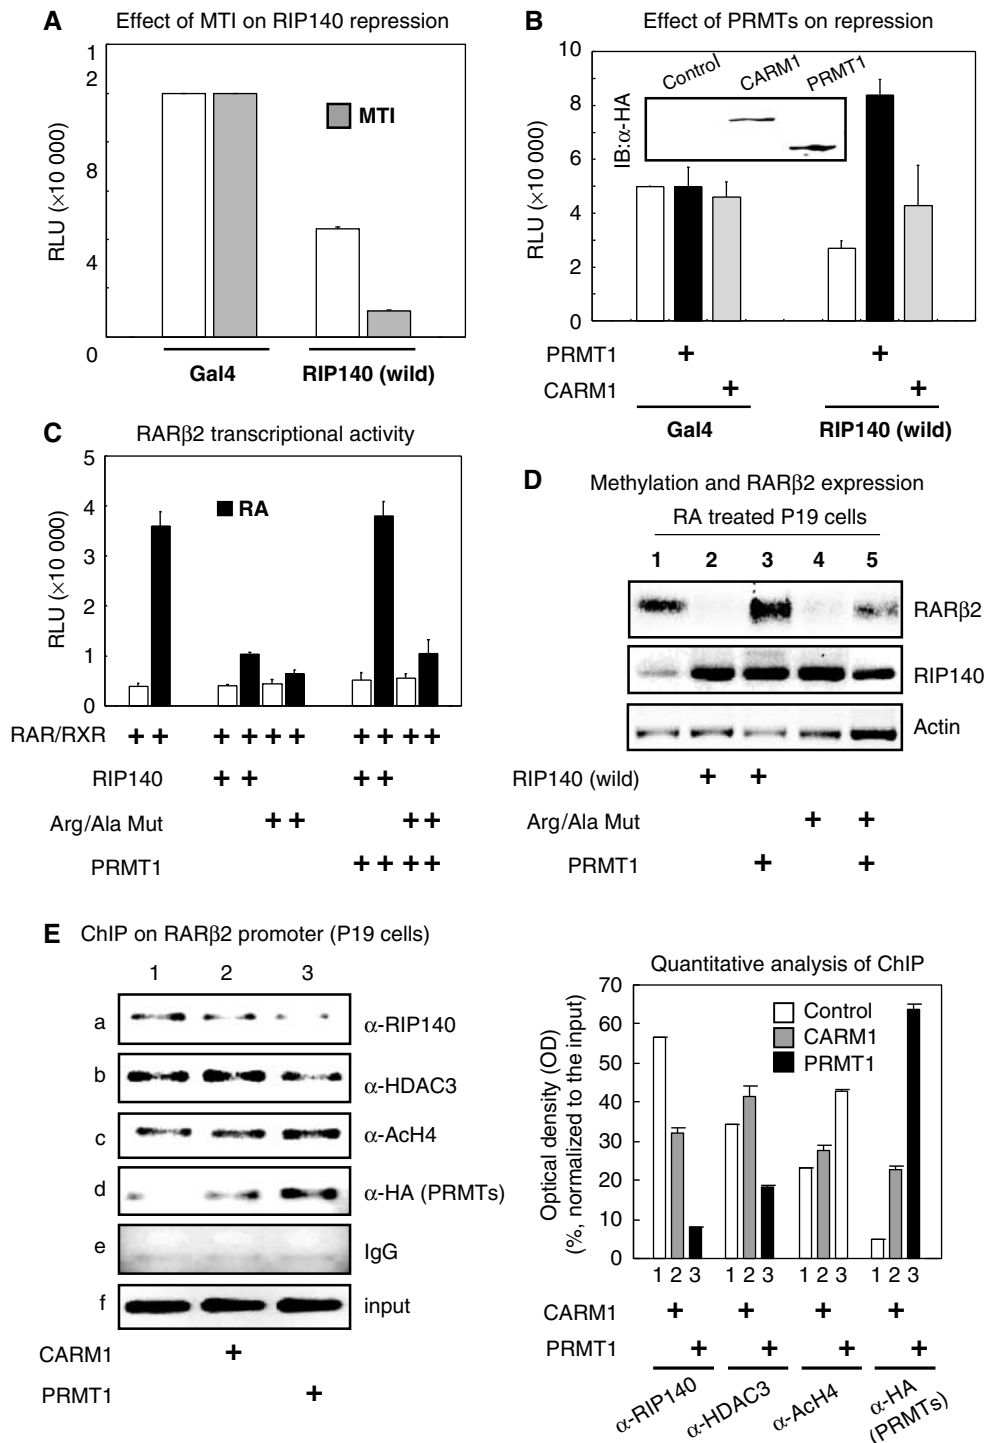 A Effect of MTI on RIP140 repression
1
2
8
4
0
RLU (×10 000)
MTI
Gal4 RIP140 (wild)
B Effect of PRMTs on repression
10
8
6
4
2
0
RLU (×10 000)
IB:α-HA
Control CARM1 PRMT1
PRMT1 + +
CARM1 + +
Gal4 RIP140 (wild)
C RARβ2 transcriptional activity
5
4
3
2
1
0
RLU (×10 000)
RA
RAR/RXR + + + + + + + + + +
RIP140 + + + +
Arg/Ala Mut + + + +
PRMT1 + + + +
D Methylation and RARβ2 expression
RA treated P19 cells
1 2 3 4 5
RARβ2
RIP140
Actin
RIP140 (wild) + +
Arg/Ala Mut + +
PRMT1 + +
E ChIP on RARβ2 promoter (P19 cells)
1 2 3
a α-RIP140
b α-HDAC3
c α-AcH4
d α-HA (PRMTs)
e IgG
f input
CARM1 +
PRMT1 +
Quantitative analysis of ChIP
70
60
50
40
30
20
10
0
Optical density (OD)
(%, normalized to the input)
Control
CARM1
PRMT1
1 2 3 1 2 3 1 2 3 1 2 3
CARM1 + + + +
PRMT1 + + + +
α-RIP140 α-HDAC3 α-AcH4 α-HA
(PRMTs)